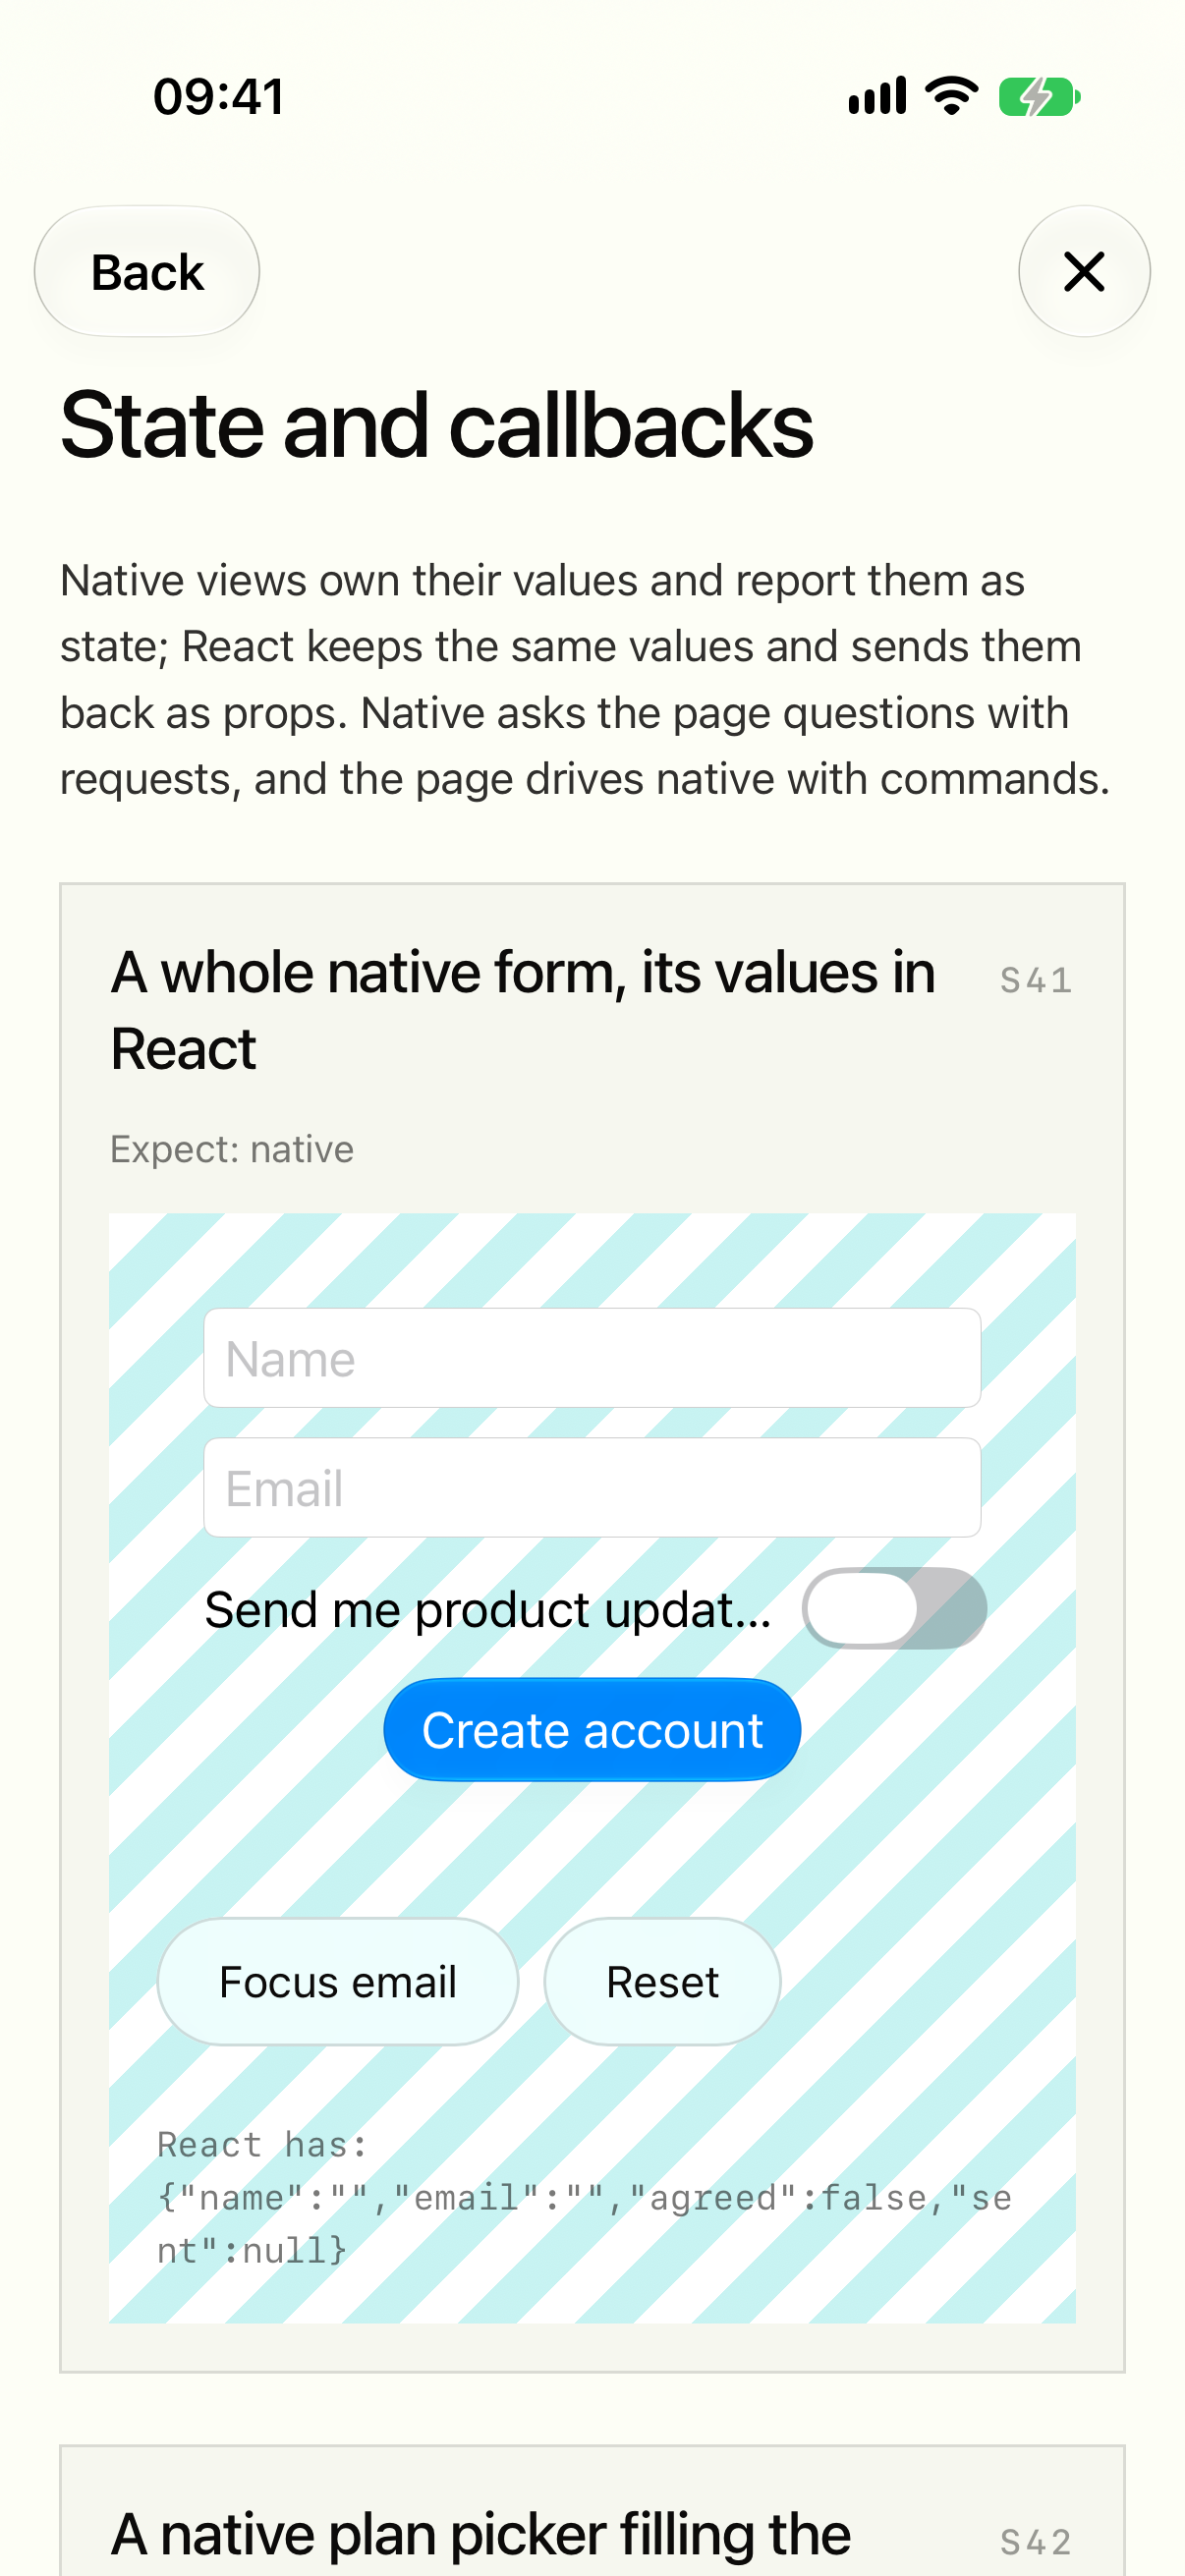 09:41
Back
State and callbacks
Native views own their values and report them as
state; React keeps the same values and sends them
back as props. Native asks the page questions with
requests, and the page drives native with commands.
A whole native form, its values in
React
S41
Expect: native
Name
Email
Send me product updat...
Create account
Focus email
Reset
React has:
{"name":"","email":"","agreed":false,"se
nt":null}
A native plan picker filling the
S42